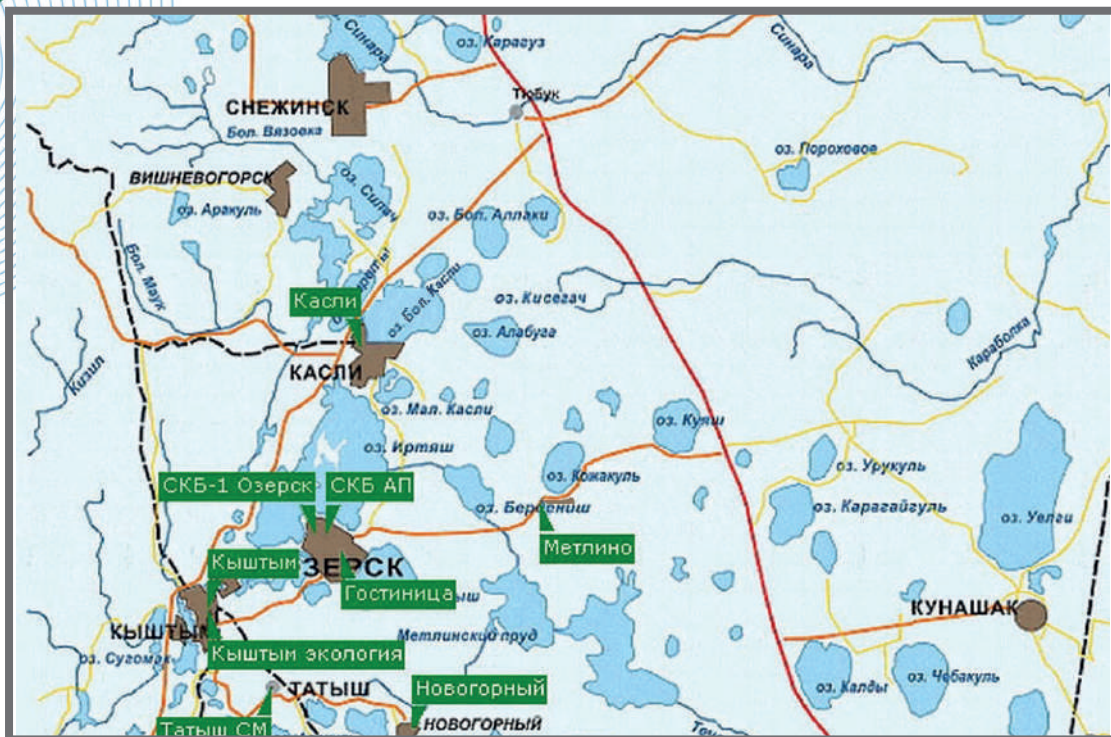 оз. Синара
оз. Карагуз
Синара
Тюбук
СНЕЖИНСК
Бол. Вязовка
оз. Пороховое
ВИШНЕВОГОРСК
оз. Силач
оз. Аракуль
оз. Бол. Аллаки
Бол. Маук
оз. Бол. Касли
оз. Кисегач
Касли
оз. Алабуга
Караболка
Кизил
КАСЛИ
оз. Мал. Касли
оз. Куяш
оз. Иртяш
оз. Урукуль
оз. Кожакуль
СКБ-1 Озерск
СКБ АП
оз. Карагайгуль
оз. Уелги
Метлино
Кыштым
ЗЕРСК
Гостиница
ыш
КУНАШАК
КЫШТЫМ
Метлинский пруд
Кыштым экология
оз. Сугомак
оз. Чебакуль
Новогорный
ТАТЫШ
оз. Калды
Татыш СМ
НОВОГОРНЫЙ